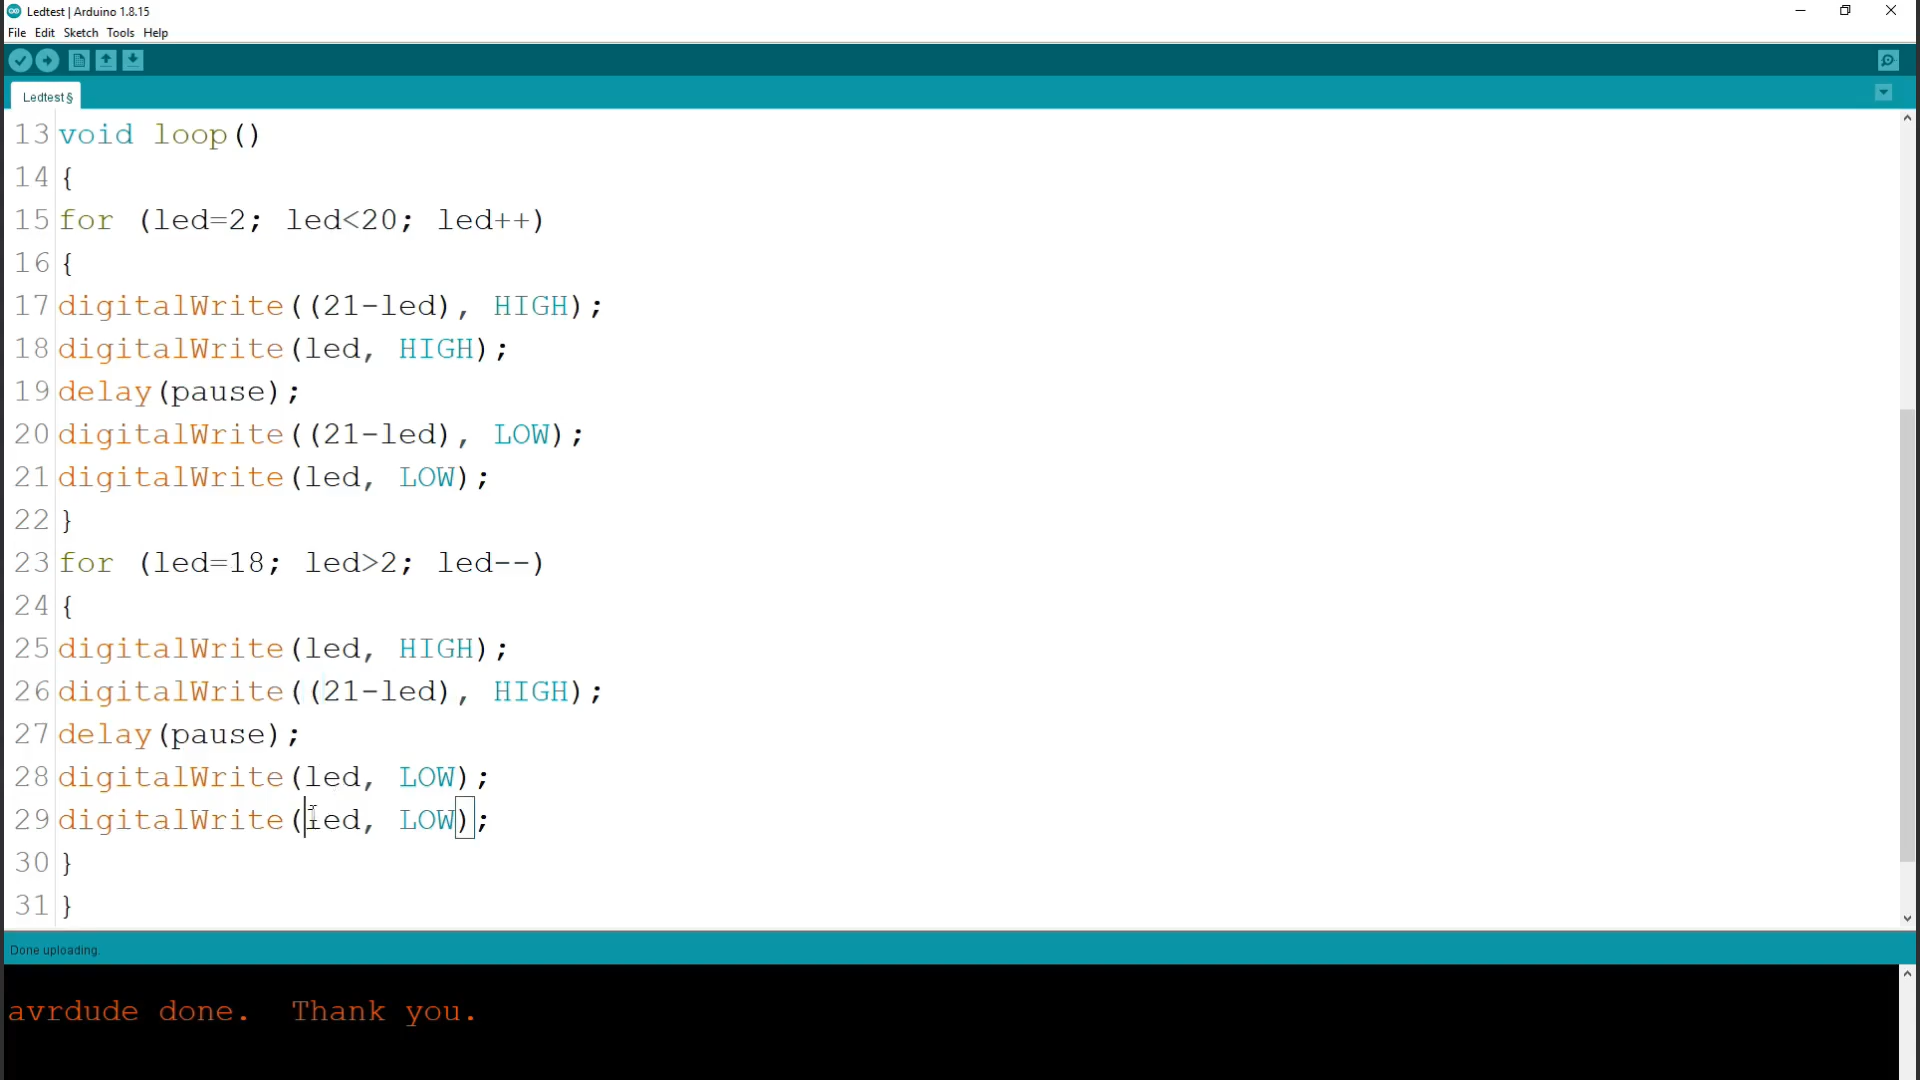 Ledtest | Arduino 1.8.15
File Edit Sketch Tools Help
Ledtest§
13 void loop()
14 {
15 for (led=2; led<20; led++)
16 {
17 digitalWrite((21-led), HIGH);
18 digitalWrite(led, HIGH);
19 delay(pause);
20 digitalWrite((21-led), LOW);
21 digitalWrite(led, LOW);
22 }
23 for (led=18; led>2; led--)
24 {
25 digitalWrite(led, HIGH);
26 digitalWrite((21-led), HIGH);
27 delay(pause);
28 digitalWrite(led, LOW);
29 digitalWrite(led, LOW);
30 }
31 }
Done uploading.
avrdude done.  Thank you.